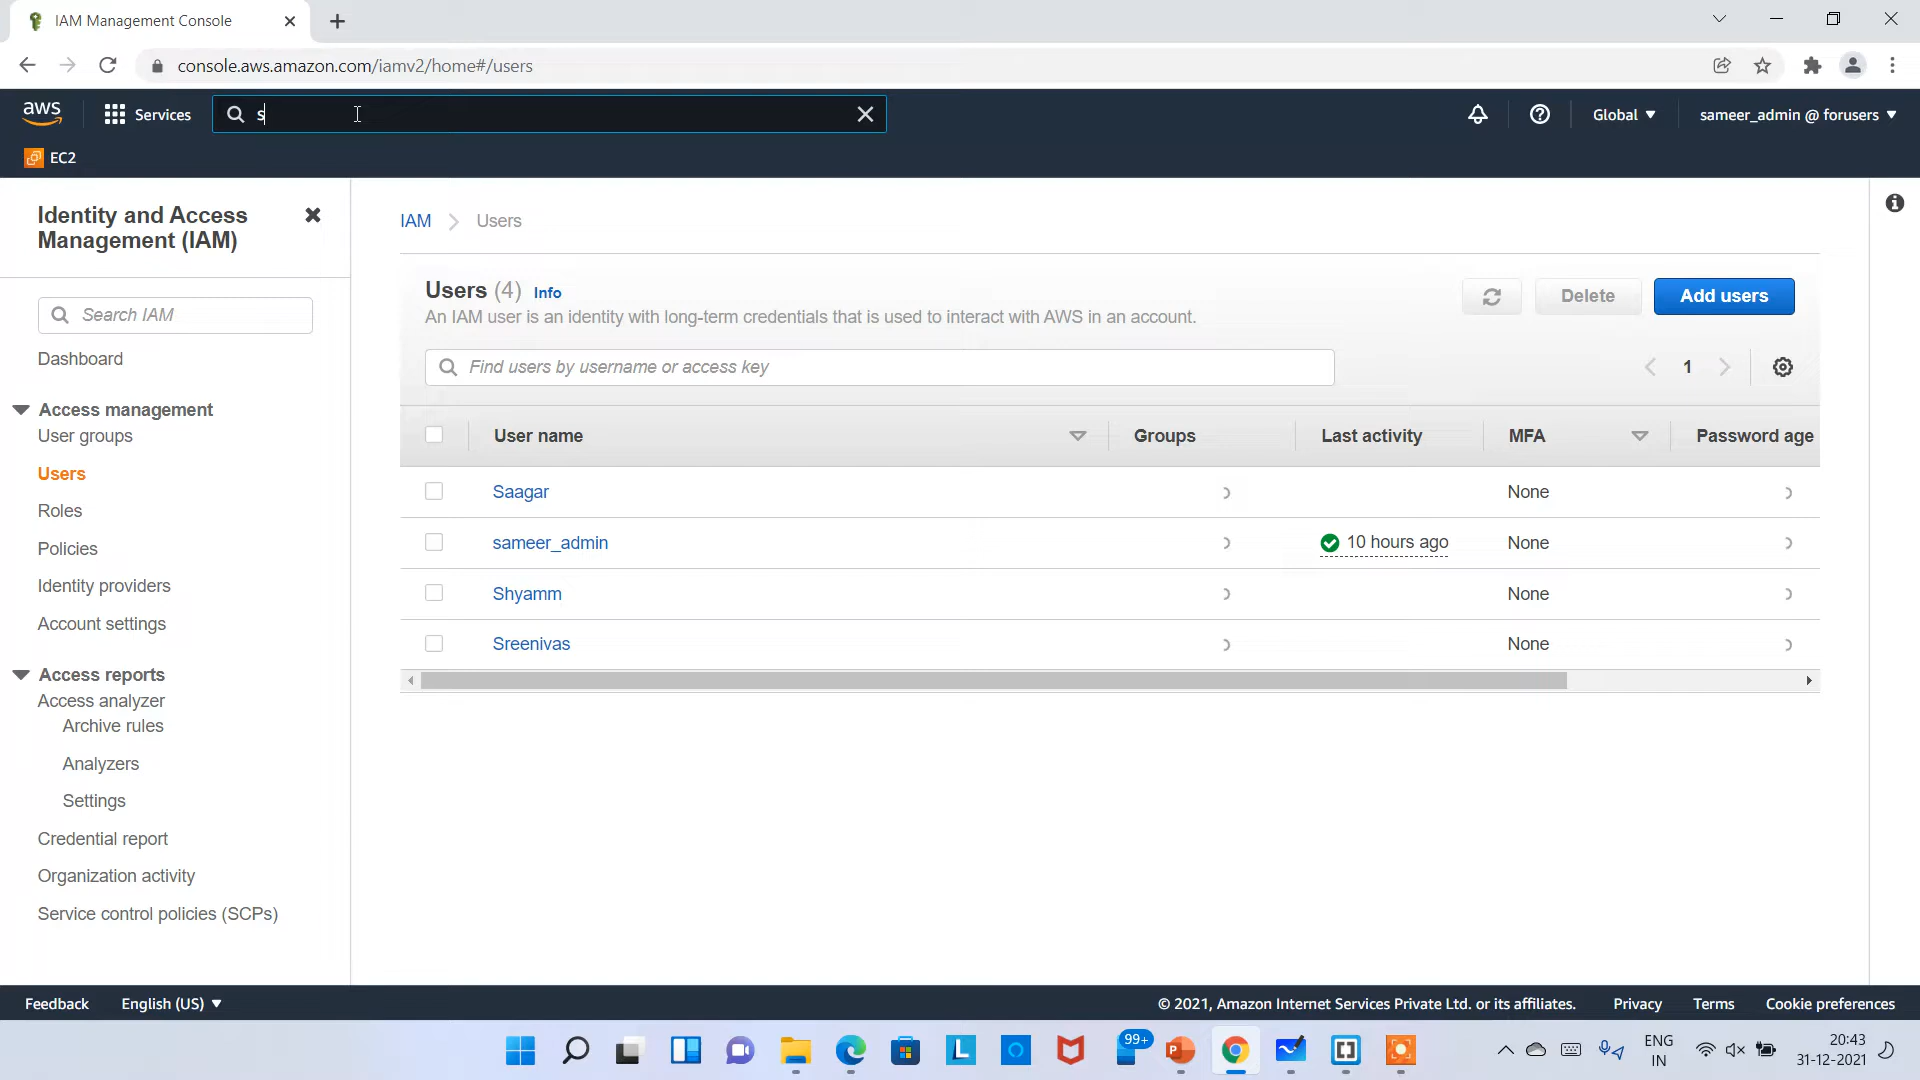 IAM Management Console
console.aws.amazon.com/iamv2/home#/users
aws
Services
s
Global
sameer_admin @ forusers
EC2
Identity and Access
Management (IAM)
Search IAM
Dashboard
Access management
User groups
Users
Roles
Policies
Identity providers
Account settings
Access reports
Access analyzer
Archive rules
Analyzers
Settings
Credential report
Organization activity
Service control policies (SCPs)
IAM > Users
Users (4) Info
An IAM user is an identity with long-term credentials that is used to interact with AWS in an account.
Delete
Add users
Find users by username or access key
1
User name Groups Last activity MFA Password age
Saagar None
sameer_admin 10 hours ago None
Shyamm None
Sreenivas None
Feedback English (US) © 2021, Amazon Internet Services Private Ltd. or its affiliates. Privacy Terms Cookie preferences
L
99+
P
ENG
IN
20:43
31-12-2021